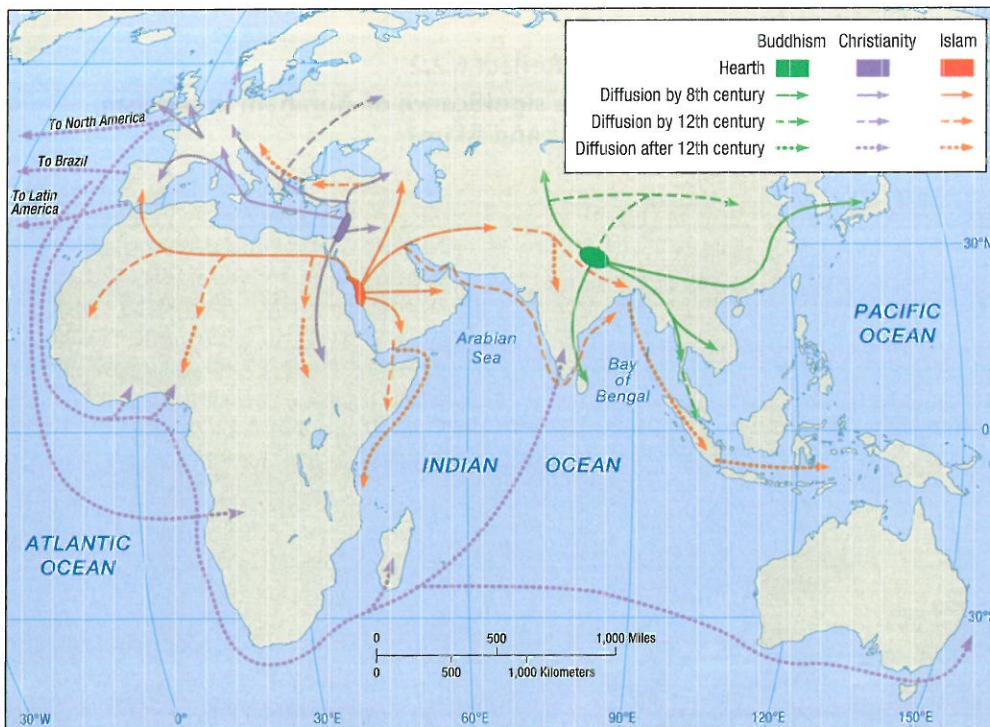 Buddhism Christianity Islam
Hearth
Diffusion by 8th century
Diffusion by 12th century
Diffusion after 12th century
To North America
To Brazil
To Latin
America
30°N
PACIFIC
OCEAN
Arabian
Sea
Bay
of
Bengal
0°
INDIAN OCEAN
ATLANTIC
OCEAN
30°S
0 500 1,000 Miles
0 500 1,000 Kilometers
30°W 0° 30°E 60°E 90°E 120°E 150°E